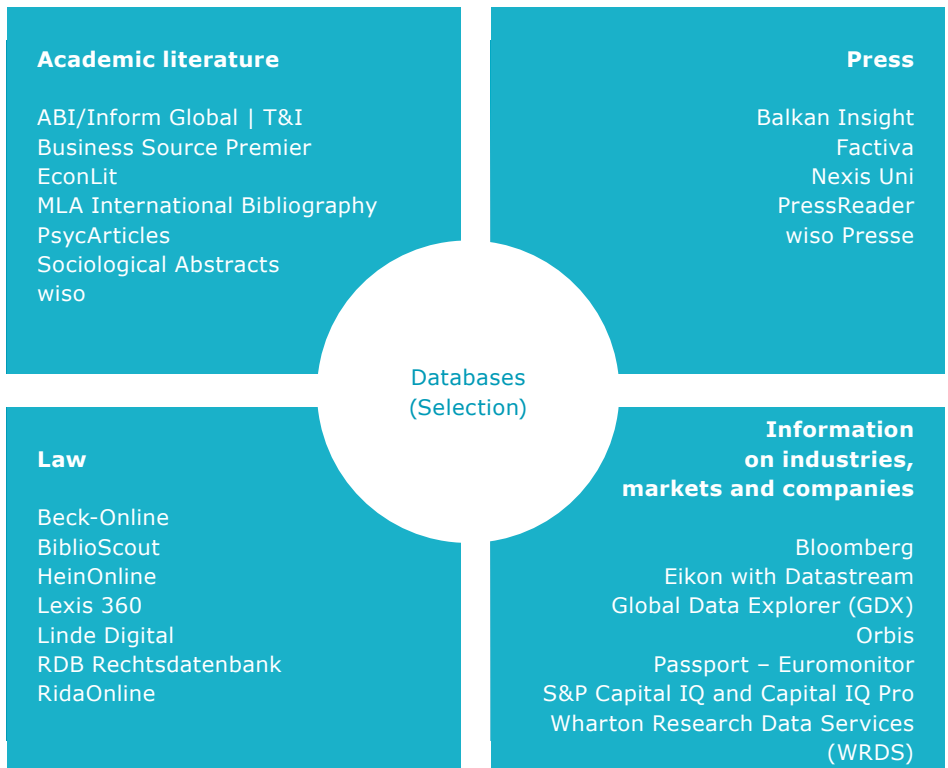 Academic literature
ABI/Inform Global | T&I
Business Source Premier
EconLit
MLA International Bibliography
PsycArticles
Sociological Abstracts
wiso
Press
Balkan Insight
Factiva
Nexis Uni
PressReader
wiso Presse
Databases
(Selection)
Law
Beck-Online
BiblioScout
HeinOnline
Lexis 360
Linde Digital
RDB Rechtsdatenbank
RidaOnline
Information
on industries,
markets and companies
Bloomberg
Eikon with Datastream
Global Data Explorer (GDX)
Orbis
Passport – Euromonitor
S&P Capital IQ and Capital IQ Pro
Wharton Research Data Services
(WRDS)